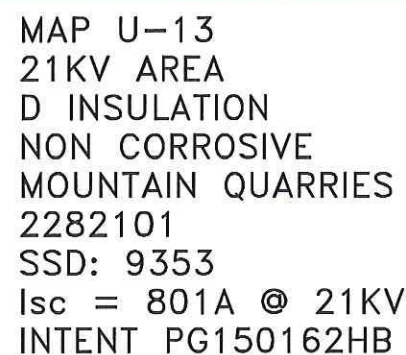 MAP U-13
21KV AREA
D INSULATION
NON CORROSIVE
MOUNTAIN QUARRIES
2282101
SSD: 9353
Isc = 801A @ 21KV
INTENT PG150162HB